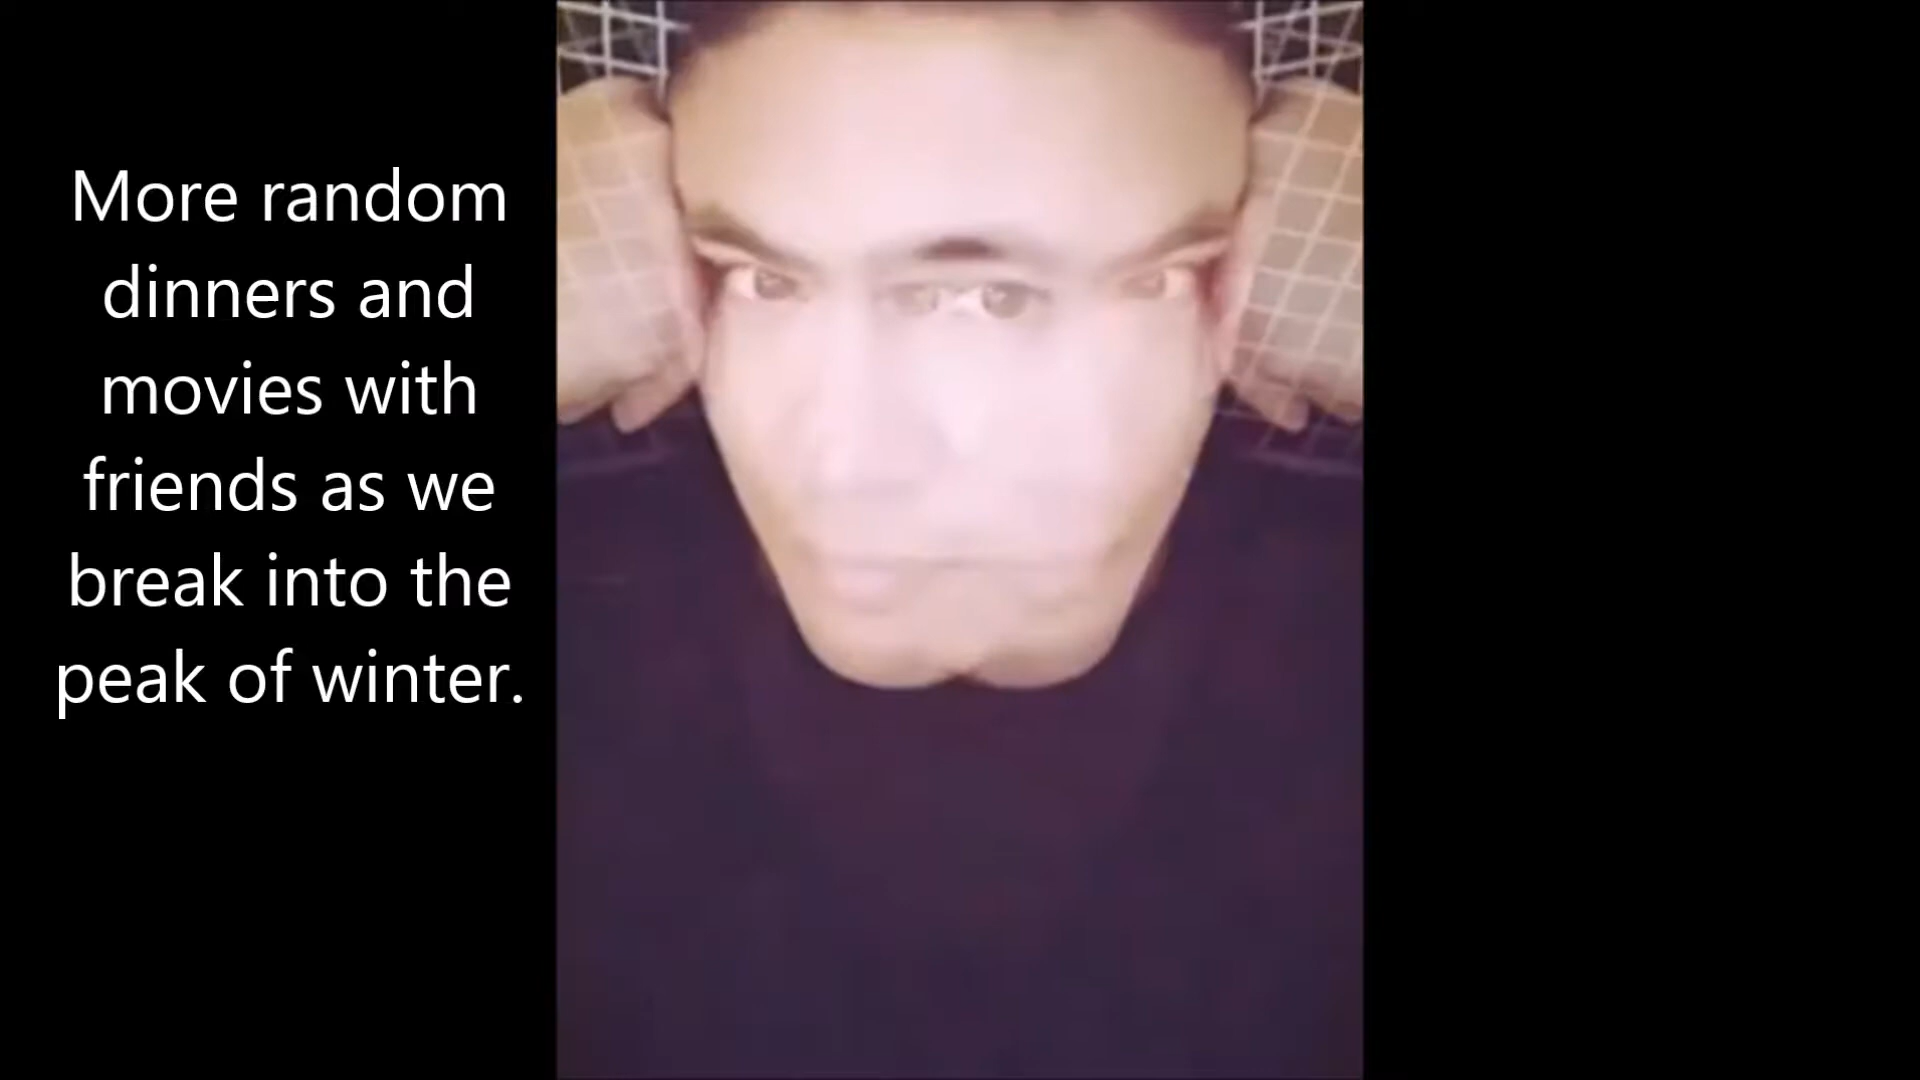 More random
dinners and
movies with
friends as we
break into the
peak of winter.